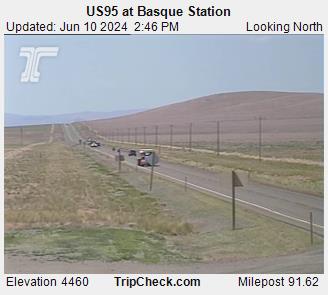 US95 at Basque Station
Updated: Jun 10 2024 2:46 PM Looking North
Elevation 4460 TripCheck.com Milepost 91.62